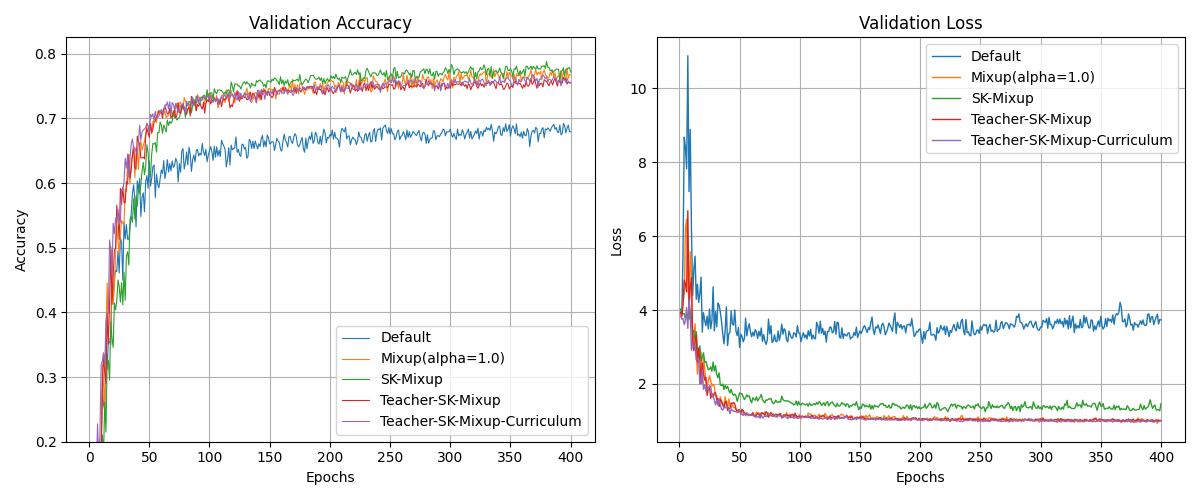 Validation Accuracy
Accuracy
0.8
0.7
0.6
0.5
0.4
0.3
0.2
0 50 100 150 200 250 300 350 400
Epochs
Default
Mixup(alpha=1.0)
SK-Mixup
Teacher-SK-Mixup
Teacher-SK-Mixup-Curriculum
Validation Loss
Loss
10
8
6
4
2
0 50 100 150 200 250 300 350 400
Epochs
Default
Mixup(alpha=1.0)
SK-Mixup
Teacher-SK-Mixup
Teacher-SK-Mixup-Curriculum